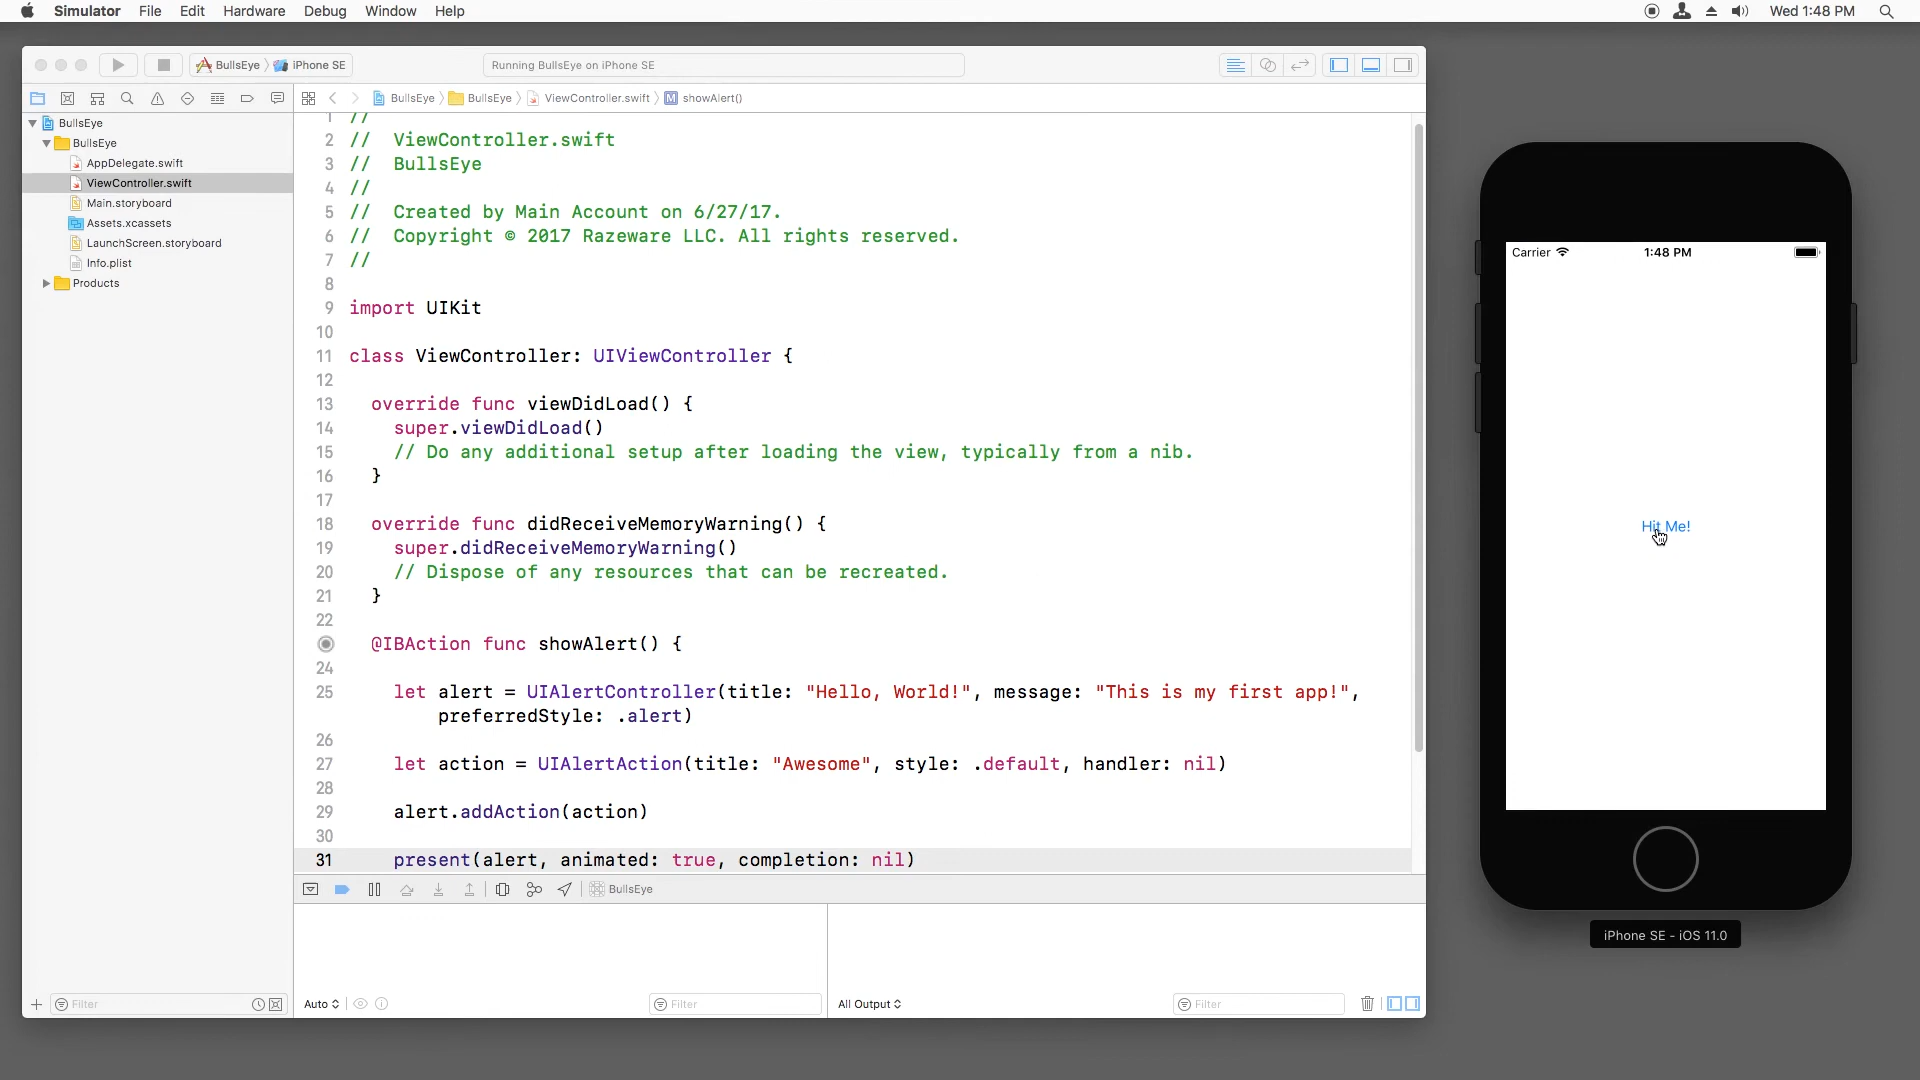 Simulator File Edit Hardware Debug Window Help Wed 1:48 PM
BullsEye iPhone SE Running BullsEye on iPhone SE
BullsEye BullsEye ViewController.swift M showAlert()
BullsEye
BullsEye
AppDelegate.swift
ViewController.swift
Main.storyboard
Assets.xcassets
LaunchScreen.storyboard
Info.plist
Products
Filter
1 //
2 // ViewController.swift
3 // BullsEye
4 //
5 // Created by Main Account on 6/27/17.
6 // Copyright © 2017 Razeware LLC. All rights reserved.
7 //
8
9 import UIKit
10
11 class ViewController: UIViewController {
12
13 override func viewDidLoad() {
14 super.viewDidLoad()
15 // Do any additional setup after loading the view, typically from a nib.
16 }
17
18 override func didReceiveMemoryWarning() {
19 super.didReceiveMemoryWarning()
20 // Dispose of any resources that can be recreated.
21 }
22
@IBAction func showAlert() {
24
25 let alert = UIAlertController(title: "Hello, World!", message: "This is my first app!",
preferredStyle: .alert)
26
27 let action = UIAlertAction(title: "Awesome", style: .default, handler: nil)
28
29 alert.addAction(action)
30
31 present(alert, animated: true, completion: nil)
BullsEye
Auto Filter All Output Filter
Carrier 1:48 PM
Hit Me!
iPhone SE - iOS 11.0